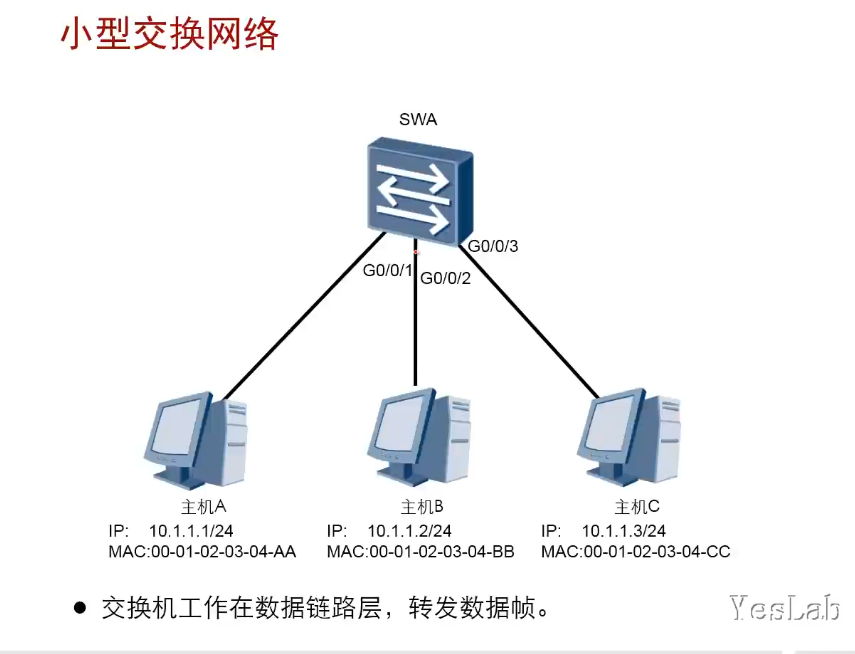 小型交换网络
SWA
G0/0/3
G0/0/1
G0/0/2
主机A
IP: 10.1.1.1/24
MAC:00-01-02-03-04-AA
主机B
IP: 10.1.1.2/24
MAC:00-01-02-03-04-BB
主机C
IP: 10.1.1.3/24
MAC:00-01-02-03-04-CC
● 交换机工作在数据链路层，转发数据帧。
YesLab